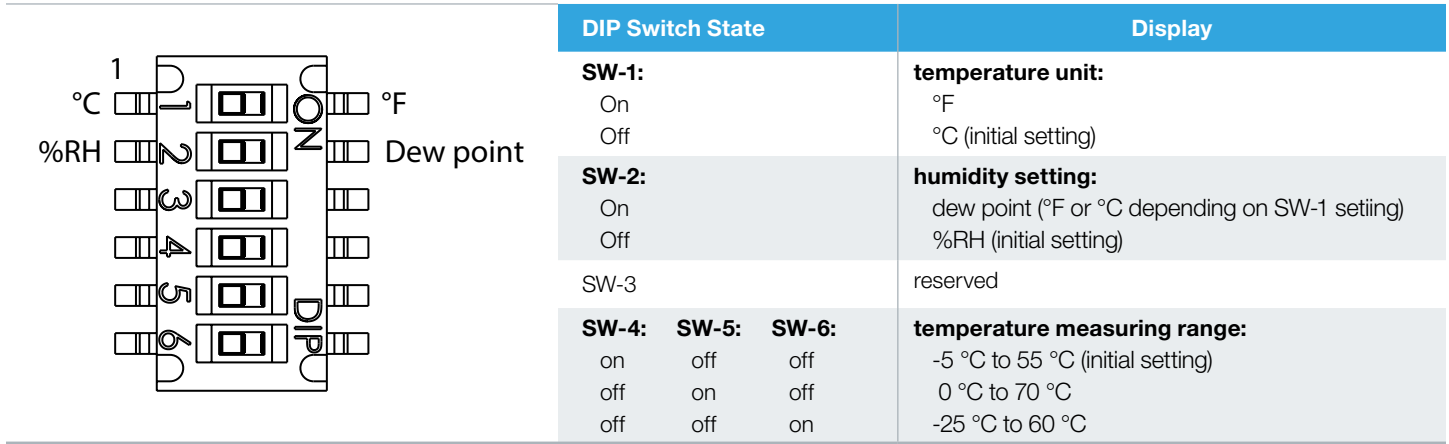 1
°C 1 ON °F
%RH 2 Dew point
3
4
5 DIP
6
DIP Switch State Display
SW-1: temperature unit:
On °F
Off °C (initial setting)
SW-2: humidity setting:
On dew point (°F or °C depending on SW-1 setiing)
Off %RH (initial setting)
SW-3 reserved
SW-4: SW-5: SW-6: temperature measuring range:
on off off -5 °C to 55 °C (initial setting)
off on off 0 °C to 70 °C
off off on -25 °C to 60 °C